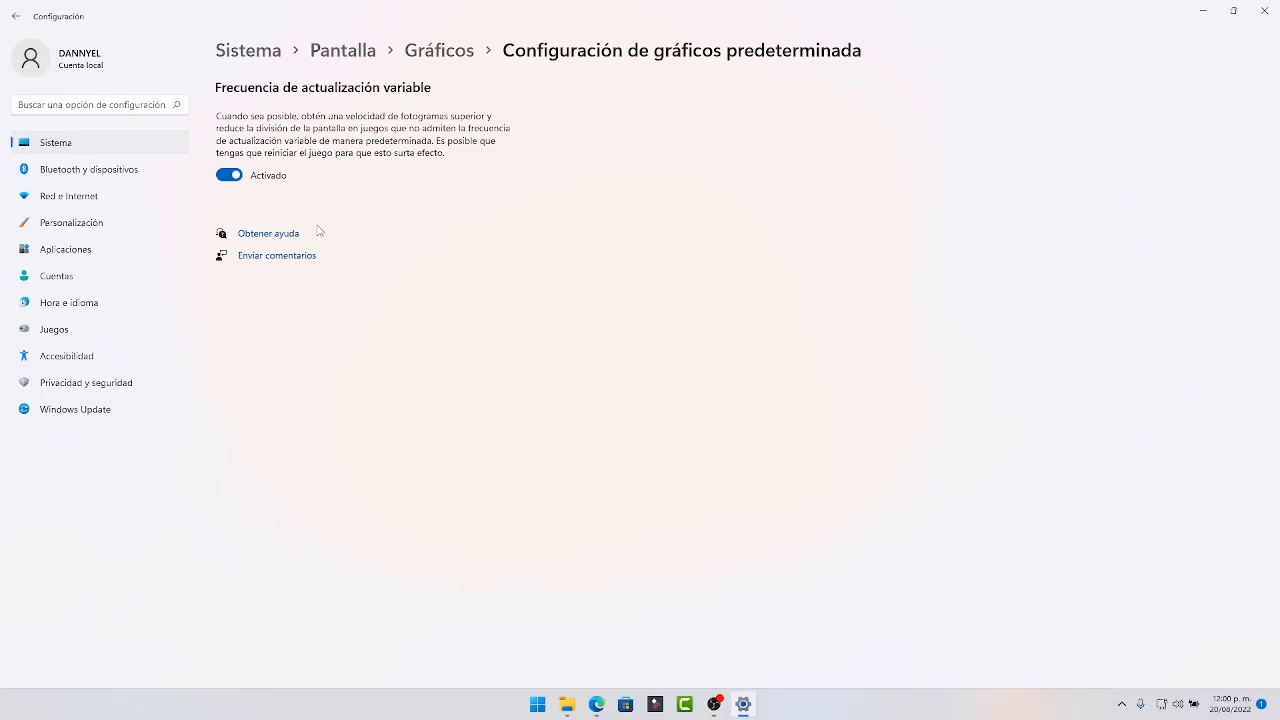 Configuración
DANNYEL
Cuenta local
Buscar una opción de configuración
Sistema
Bluetooth y dispositivos
Red e Internet
Personalización
Aplicaciones
Cuentas
Hora e idioma
Juegos
Accesibilidad
Privacidad y seguridad
Windows Update
Sistema > Pantalla > Gráficos > Configuración de gráficos predeterminada
Frecuencia de actualización variable
Cuando sea posible, obtén una velocidad de fotogramas superior y
reduce la división de la pantalla en juegos que no admiten la frecuencia
de actualización variable de manera predeterminada. Es posible que
tengas que reiniciar el juego para que esto surta efecto.
Activado
Obtener ayuda
Enviar comentarios
12:00 p. m.
20/08/2022
1